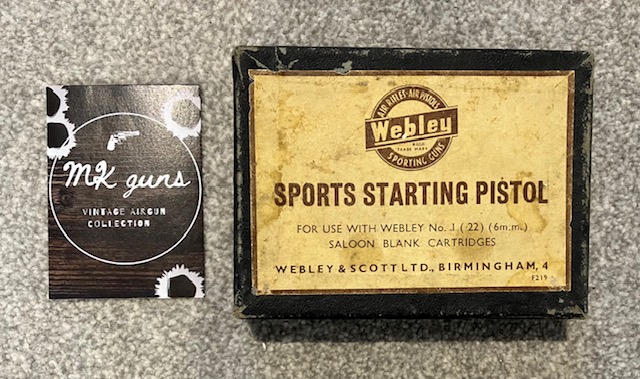 MK guns
VINTAGE AIRGUN
COLLECTION
AIR RIFLES · AIR PISTOLS
Webley
REGD
TRADE MARK
SPORTING GUNS
SPORTS STARTING PISTOL
FOR USE WITH WEBLEY No. 1 (·22) (6m.m.)
SALOON BLANK CARTRIDGES
WEBLEY & SCOTT LTD., BIRMINGHAM, 4
F219